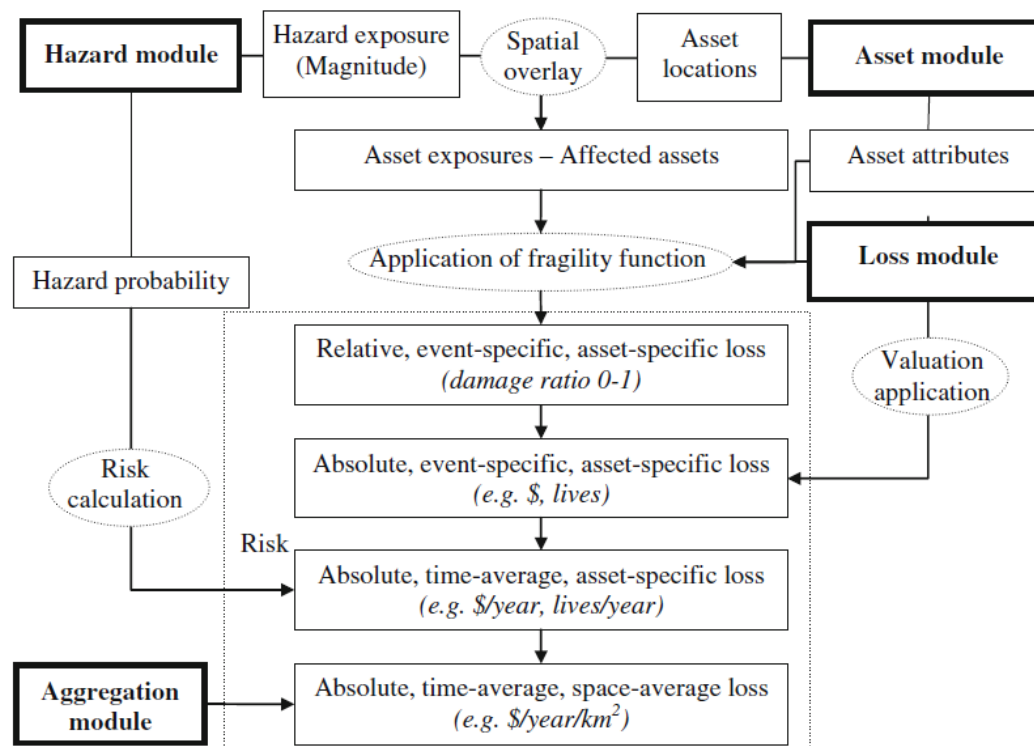 Hazard module
Hazard exposure
(Magnitude)
Spatial
overlay
Asset
locations
Asset module
Asset exposures – Affected assets
Asset attributes
Application of fragility function
Loss module
Hazard probability
Relative, event-specific, asset-specific loss
(damage ratio 0-1)
Valuation
application
Absolute, event-specific, asset-specific loss
(e.g. $, lives)
Risk
calculation
Risk
Absolute, time-average, asset-specific loss
(e.g. $/year, lives/year)
Aggregation
module
Absolute, time-average, space-average loss
(e.g. $/year/km²)